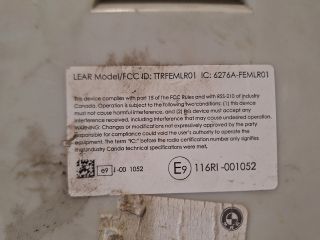 LEAR Model/FCC ID: TTRFEMLR01 IC: 6276A-FEMLR01
This device complies with part 15 of the FCC Rules and with RSS-210 of Industry
Canada. Operation is subject to the following two conditions: (1) this device
must not cause harmful interference, and (2) this device must accept any
interference received, including interference that may cause undesired operation.
WARNING: Changes or modifications not expressively approved by the party
responsible for compliance could void the user's authority to operate the
equipment. The term "IC:" before the radio certification number only signifies
Industry Canada technical specifications were met.
e9 -00 1052
E9 116RI-001052